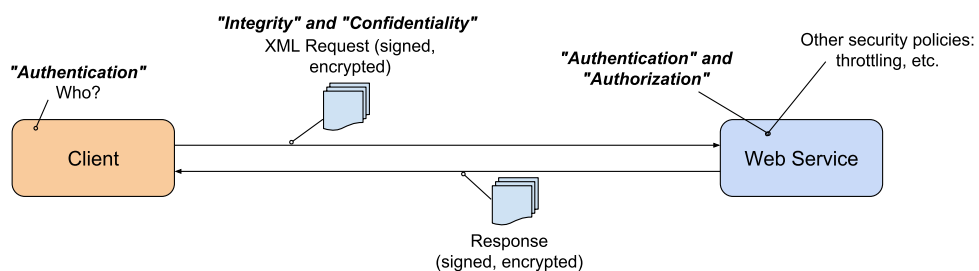 "Integrity" and "Confidentiality"
XML Request (signed,
encrypted)
"Authentication"
Who?
"Authentication" and
"Authorization"
Other security policies:
throttling, etc.
Client
Web Service
Response
(signed, encrypted)